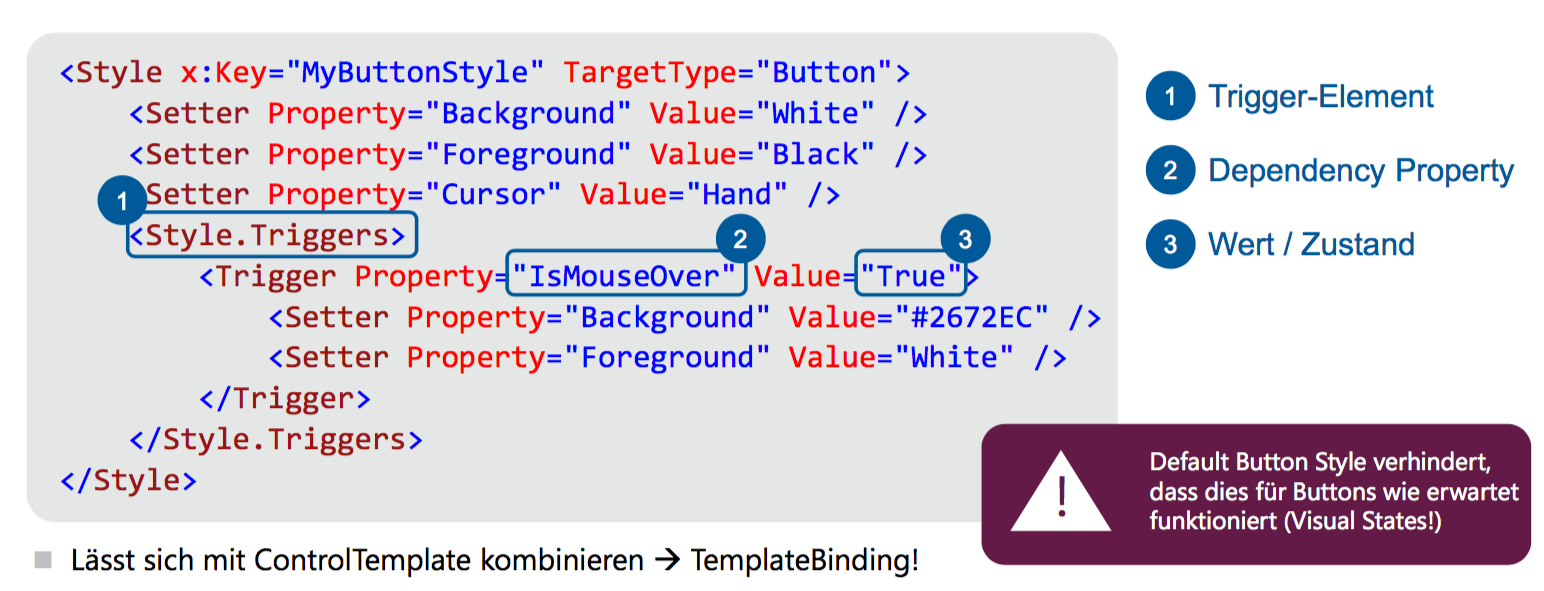 <Style x:Key="MyButtonStyle" TargetType="Button">
<Setter Property="Background" Value="White" />
<Setter Property="Foreground" Value="Black" />
Setter Property="Cursor" Value="Hand" />
1
<Style.Triggers>
2
3
<Trigger Property="IsMouseOver" Value="True">
<Setter Property="Background" Value="#2672EC" />
<Setter Property="Foreground" Value="White" />
</Trigger>
</Style.Triggers>
</Style>
1 Trigger-Element
2 Dependency Property
3 Wert / Zustand
!
Default Button Style verhindert,
dass dies für Buttons wie erwartet
funktioniert (Visual States!)
Lässt sich mit ControlTemplate kombinieren → TemplateBinding!